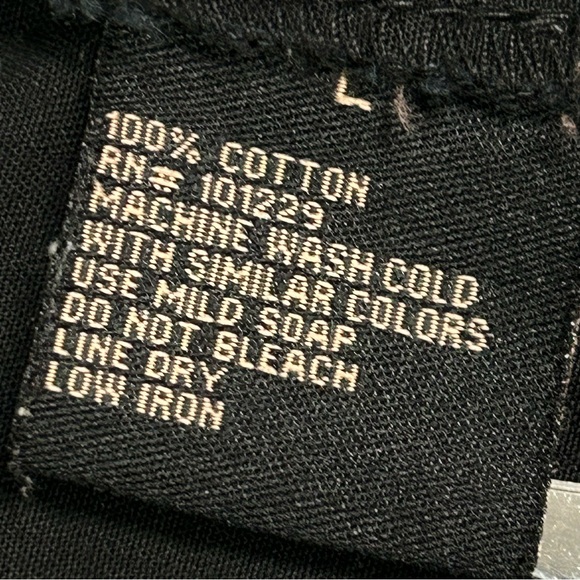 L
100% COTTON
RN# 101229
MACHINE WASH COLD
WITH SIMILAR COLORS
USE MILD SOAP
DO NOT BLEACH
LINE DRY
LOW IRON